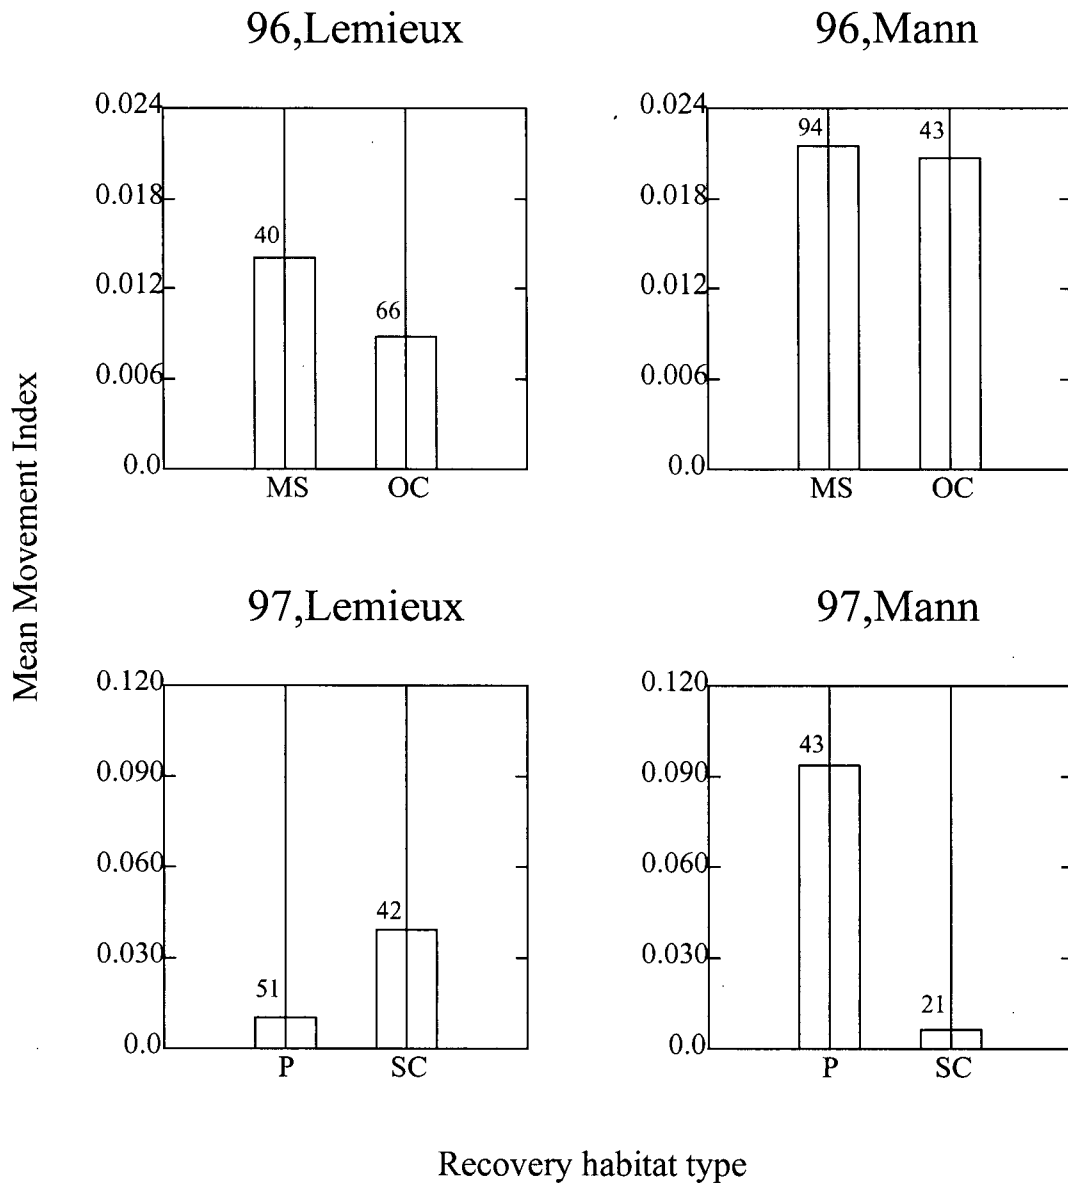 96,Lemieux
96,Mann
0.024
0.018
0.012
0.006
0.0
40
66
MS OC
0.024
0.018
0.012
0.006
0.0
94
43
MS OC
Mean Movement Index
97,Lemieux
97,Mann
0.120
0.090
0.060
0.030
0.0
51
42
P SC
0.120
0.090
0.060
0.030
0.0
43
21
P SC
Recovery habitat type